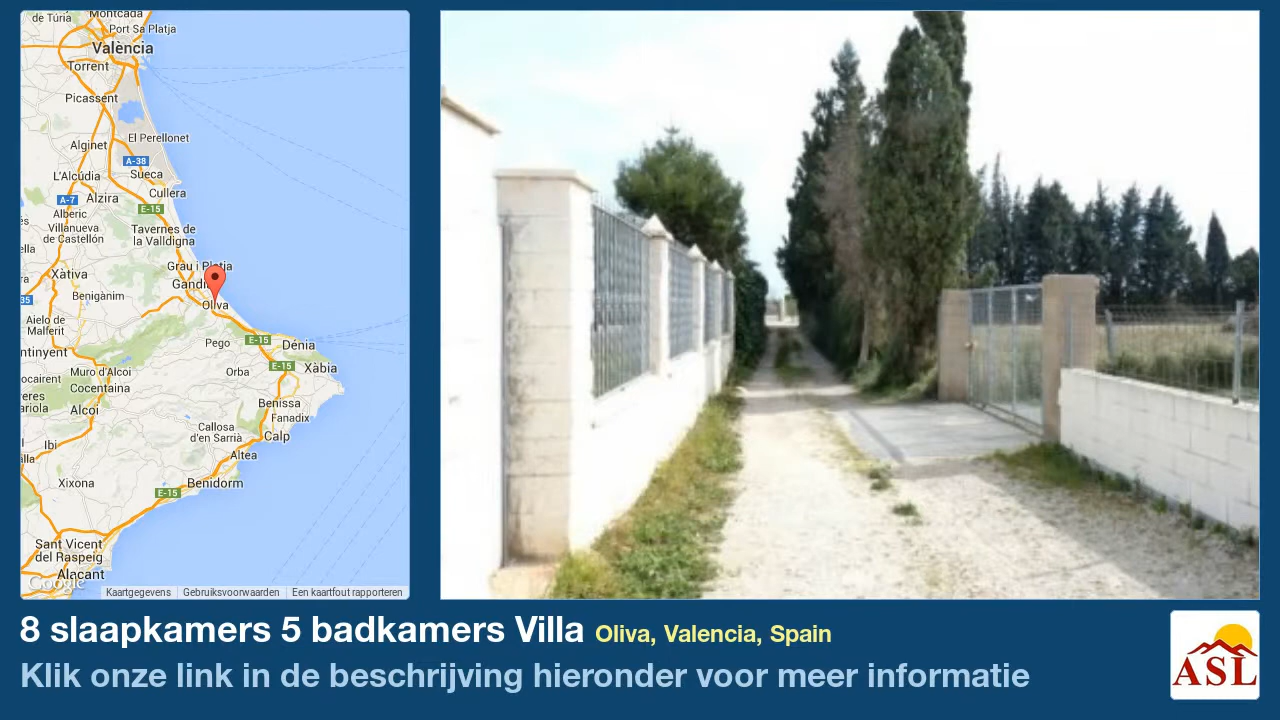 de Túria
Montcada
Port Sa Platja
València
Torrent
Picassent
El Perellonet
Alginet
A-38
Sueca
L'Alcúdia
Cullera
A-7
Alzira
E-15
Alberic
Villanueva
de Castellón
Tavernes de
la Valldigna
Xàtiva
Grau i Platja
Benigànim
35
Oliva
Aielo de
Malferit
ntinyent
Pego
E-15
Dénia
Muro d'Alcoi
Orba
E-15
Xàbia
ocairent
Cocentaina
Alcoi
Benissa
Fanadix
Callosa
d'en Sarrià
Calp
Ibi
Altea
Xixona
E-15
Benidorm
Sant Vicent
del Raspeig
Alacant
Google
Kaartgegevens Gebruiksvoorwaarden Een kaartfout rapporteren
8 slaapkamers 5 badkamers Villa Oliva, Valencia, Spain
Klik onze link in de beschrijving hieronder voor meer informatie
ASL